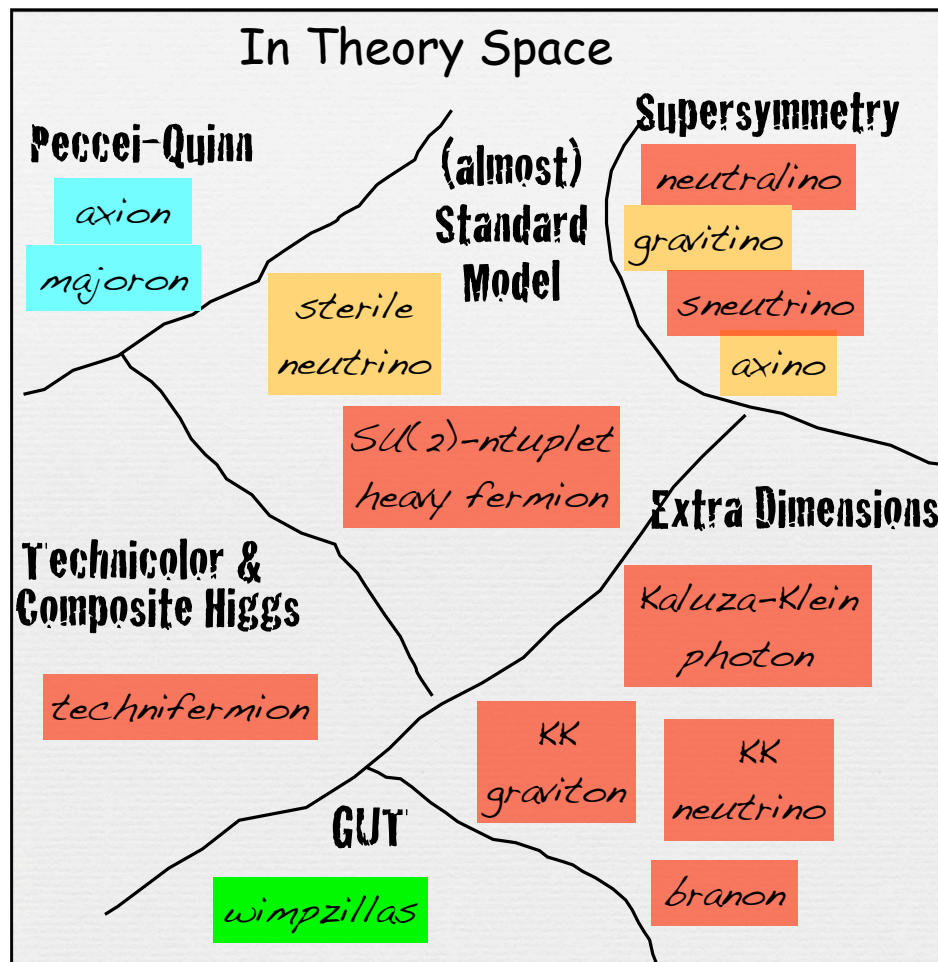 In Theory Space
Peccei-Quinn
axion
majoron
(almost)
Standard
Model
sterile
neutrino
SU(2)-ntuplet
heavy fermion
Supersymmetry
neutralino
gravitino
sneutrino
axino
Technicolor &
Composite Higgs
technifermion
Extra Dimensions
Kaluza-Klein
photon
KK
graviton
KK
neutrino
branon
GUT
wimpzillas